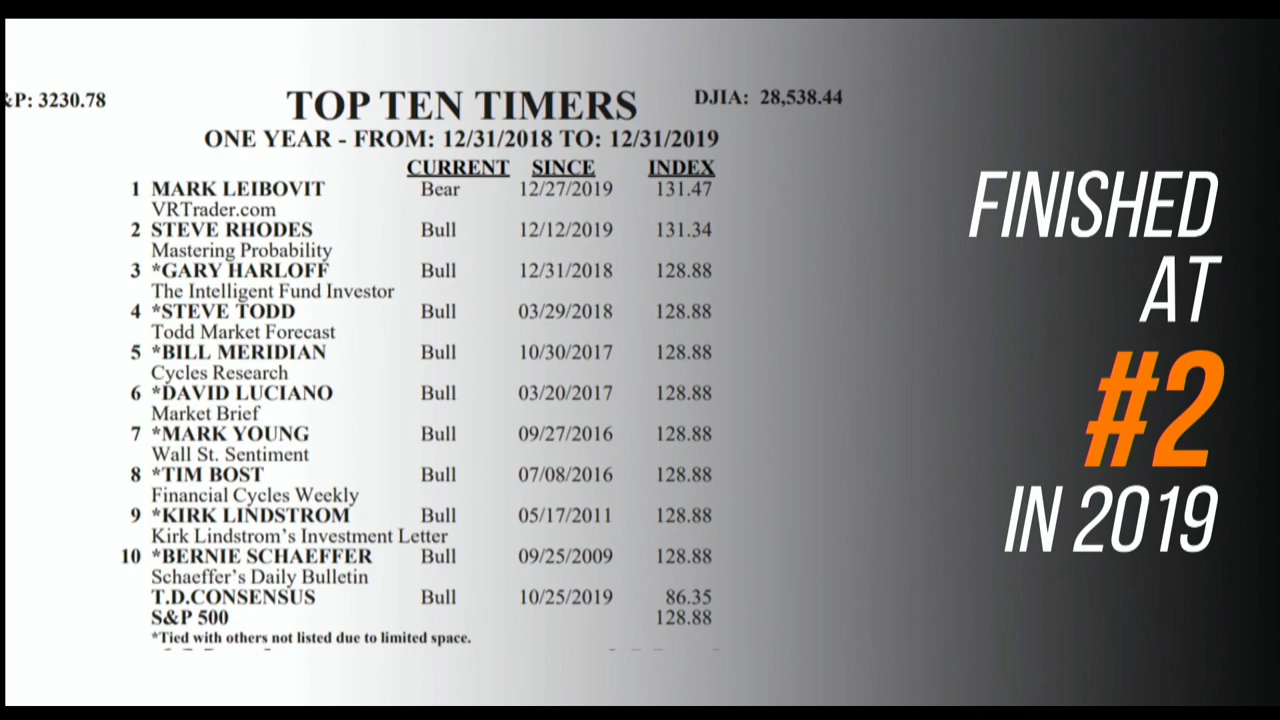 &P: 3230.78
TOP TEN TIMERS
DJIA: 28,538.44
ONE YEAR - FROM: 12/31/2018 TO: 12/31/2019
CURRENT SINCE INDEX
1 MARK LEIBOVIT Bear 12/27/2019 131.47
VRTrader.com
2 STEVE RHODES Bull 12/12/2019 131.34
Mastering Probability
3 *GARY HARLOFF Bull 12/31/2018 128.88
The Intelligent Fund Investor
4 *STEVE TODD Bull 03/29/2018 128.88
Todd Market Forecast
5 *BILL MERIDIAN Bull 10/30/2017 128.88
Cycles Research
6 *DAVID LUCIANO Bull 03/20/2017 128.88
Market Brief
7 *MARK YOUNG Bull 09/27/2016 128.88
Wall St. Sentiment
8 *TIM BOST Bull 07/08/2016 128.88
Financial Cycles Weekly
9 *KIRK LINDSTROM Bull 05/17/2011 128.88
Kirk Lindstrom's Investment Letter
10 *BERNIE SCHAEFFER Bull 09/25/2009 128.88
Schaeffer's Daily Bulletin
T.D.CONSENSUS Bull 10/25/2019 86.35
S&P 500 128.88
*Tied with others not listed due to limited space.
FINISHED
AT
#2
IN 2019